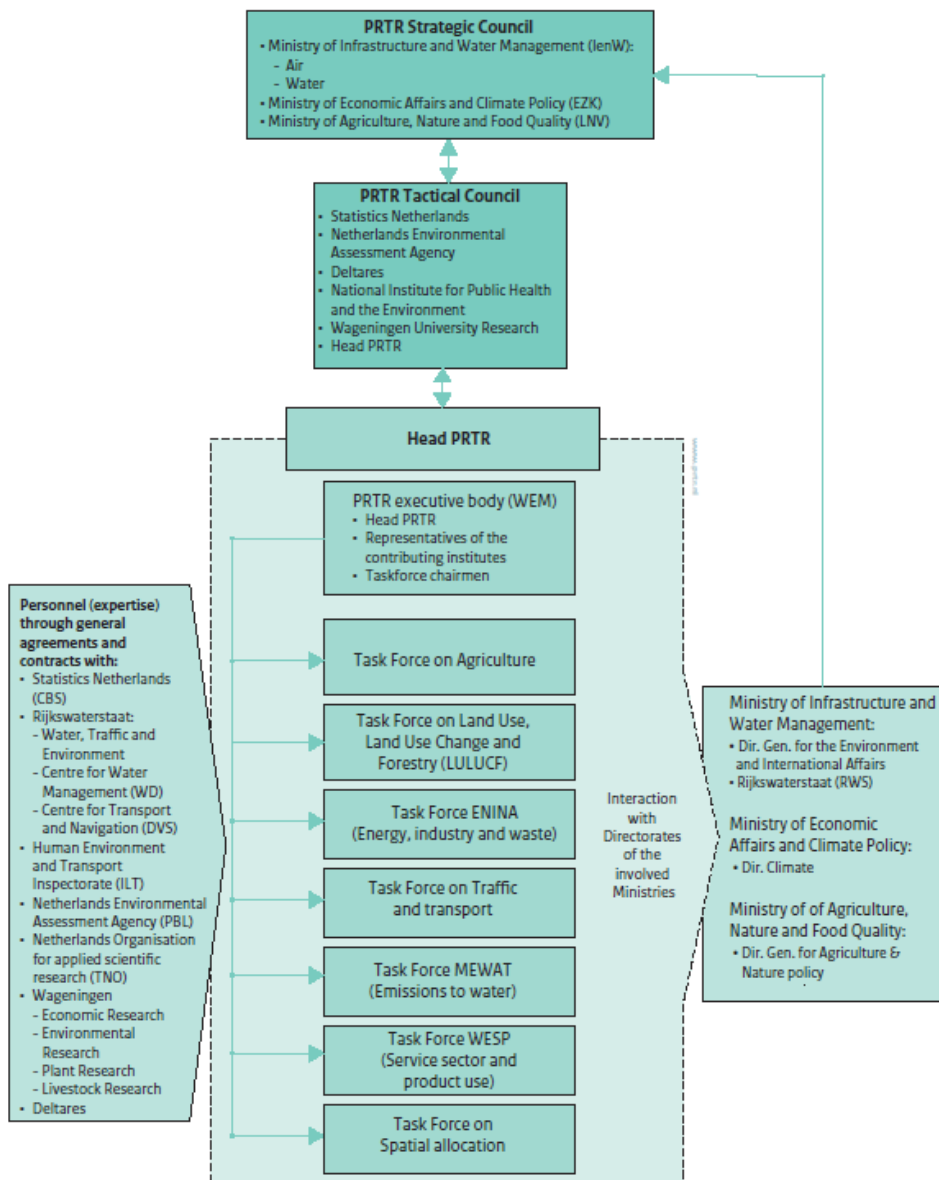 PRTR Strategic Council
• Ministry of Infrastructure and Water Management (IenW):
- Air
- Water
• Ministry of Economic Affairs and Climate Policy (EZK)
• Ministry of Agriculture, Nature and Food Quality (LNV)
PRTR Tactical Council
• Statistics Netherlands
• Netherlands Environmental
Assessment Agency
• Deltares
• National Institute for Public Health
and the Environment
• Wageningen University Research
• Head PRTR
Head PRTR
www.prtr.nl
PRTR executive body (WEM)
• Head PRTR
• Representatives of the
contributing institutes
• Taskforce chairmen
Personnel (expertise)
through general
agreements and
contracts with:
• Statistics Netherlands
(CBS)
• Rijkswaterstaat:
- Water, Traffic and
Environment
- Centre for Water
Management (WD)
- Centre for Transport
and Navigation (DVS)
• Human Environment
and Transport
Inspectorate (ILT)
• Netherlands Environmental
Assessment Agency (PBL)
• Netherlands Organisation
for applied scientific
research (TNO)
• Wageningen
- Economic Research
- Environmental
Research
- Plant Research
- Livestock Research
• Deltares
Task Force on Agriculture
Task Force on Land Use,
Land Use Change and
Forestry (LULUCF)
Task Force ENINA
(Energy, industry and waste)
Task Force on Traffic
and transport
Task Force MEWAT
(Emissions to water)
Task Force WESP
(Service sector and
product use)
Task Force on
Spatial allocation
Interaction
with
Directorates
of the
involved
Ministries
Ministry of Infrastructure and
Water Management:
• Dir. Gen. for the Environment
and International Affairs
• Rijkswaterstaat (RWS)
Ministry of Economic
Affairs and Climate Policy:
• Dir. Climate
Ministry of of Agriculture,
Nature and Food Quality:
• Dir. Gen. for Agriculture &
Nature policy